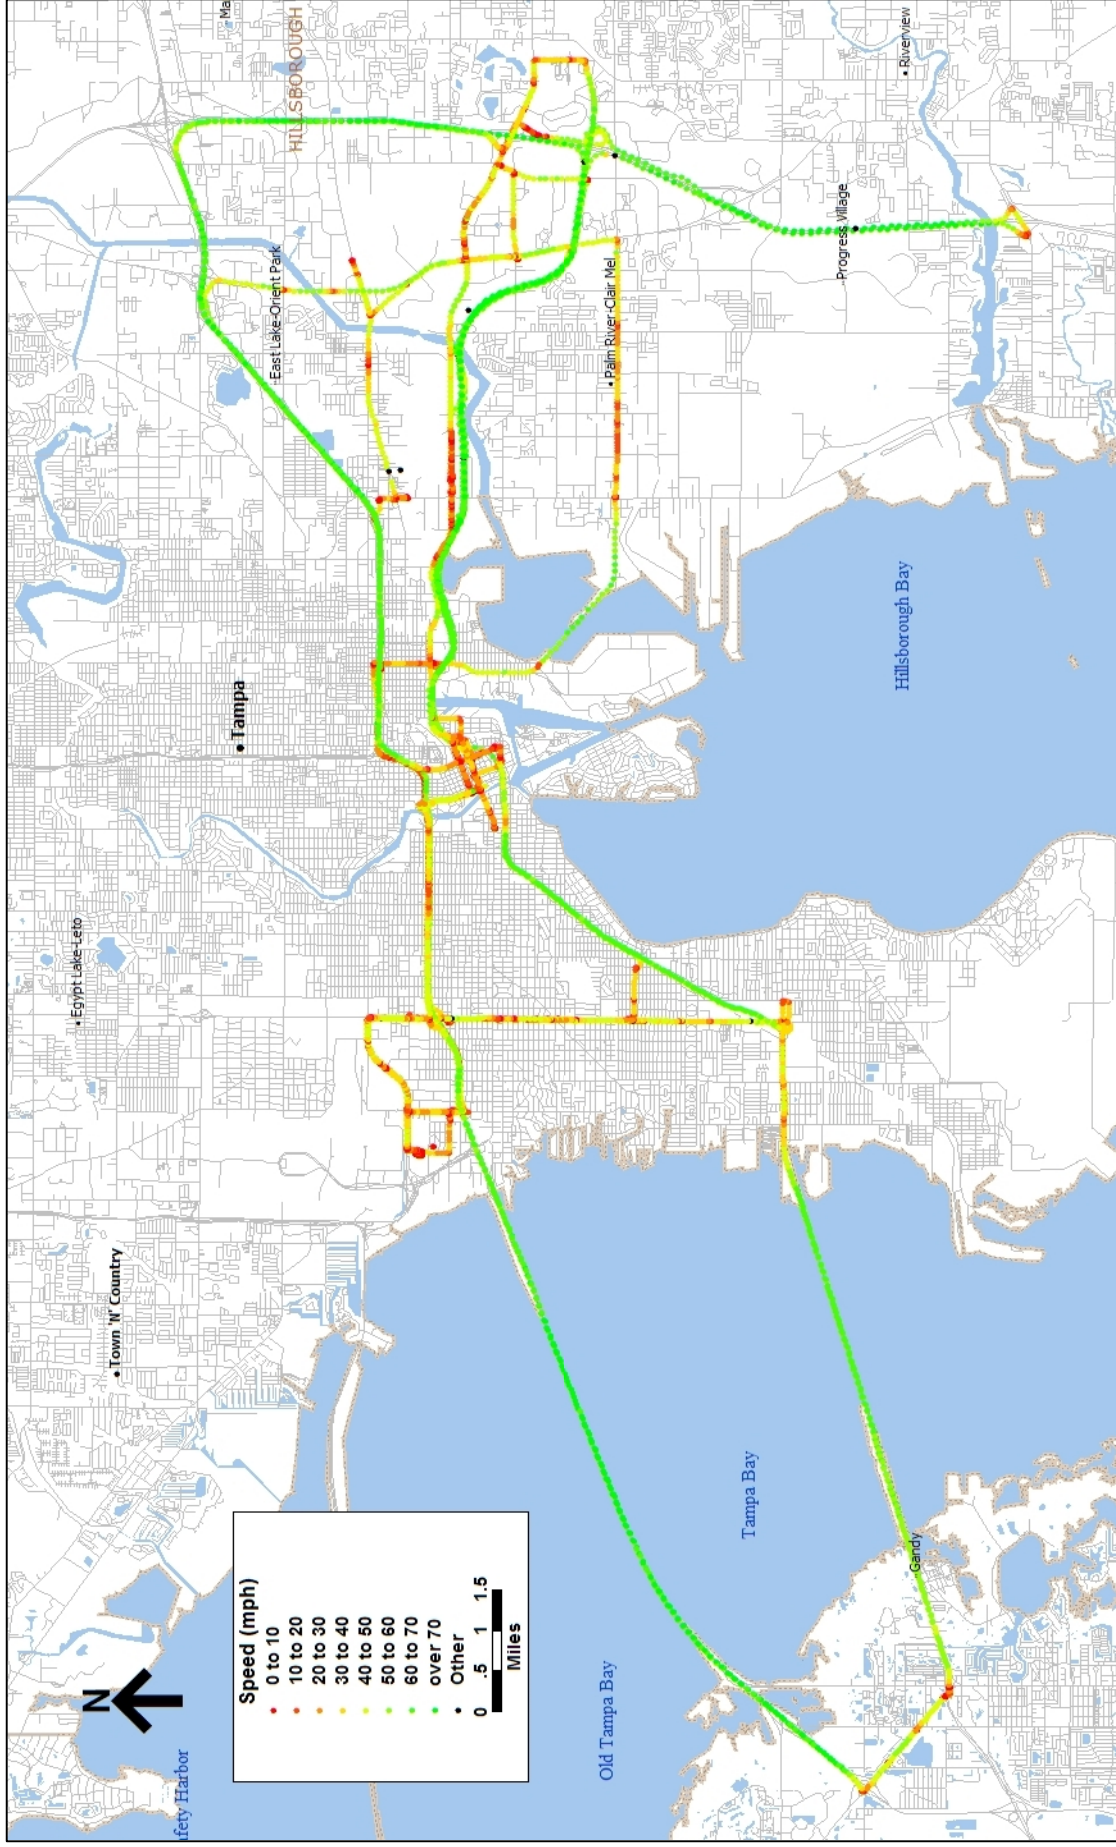 Ma
HILLSBOROUGH
Riverview
East Lake-Orient Park
Progress Village
Palm River-Clair Mel
Tampa
Hillsborough Bay
Egypt Lake-Leto
Town 'N' Country
Tampa Bay
Gandy
Old Tampa Bay
afety Harbor
N
Speed (mph)
0 to 10
10 to 20
20 to 30
30 to 40
40 to 50
50 to 60
60 to 70
over 70
Other
0 .5 1 1.5
Miles